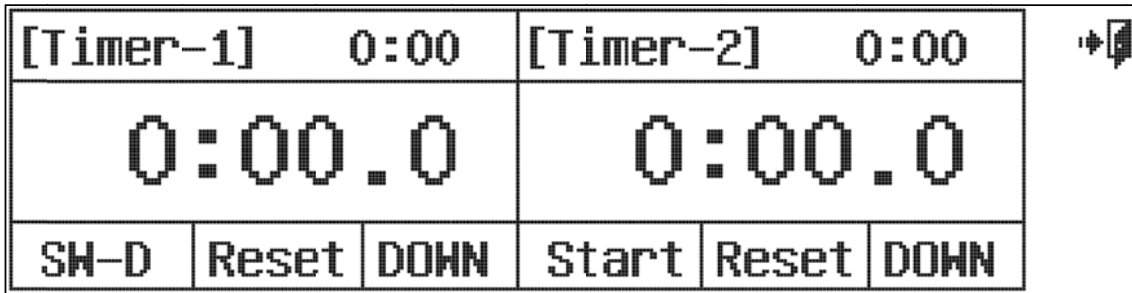 [Timer-1] 0:00 [Timer-2] 0:00
0:00.0 0:00.0
SW-D Reset DOWN Start Reset DOWN